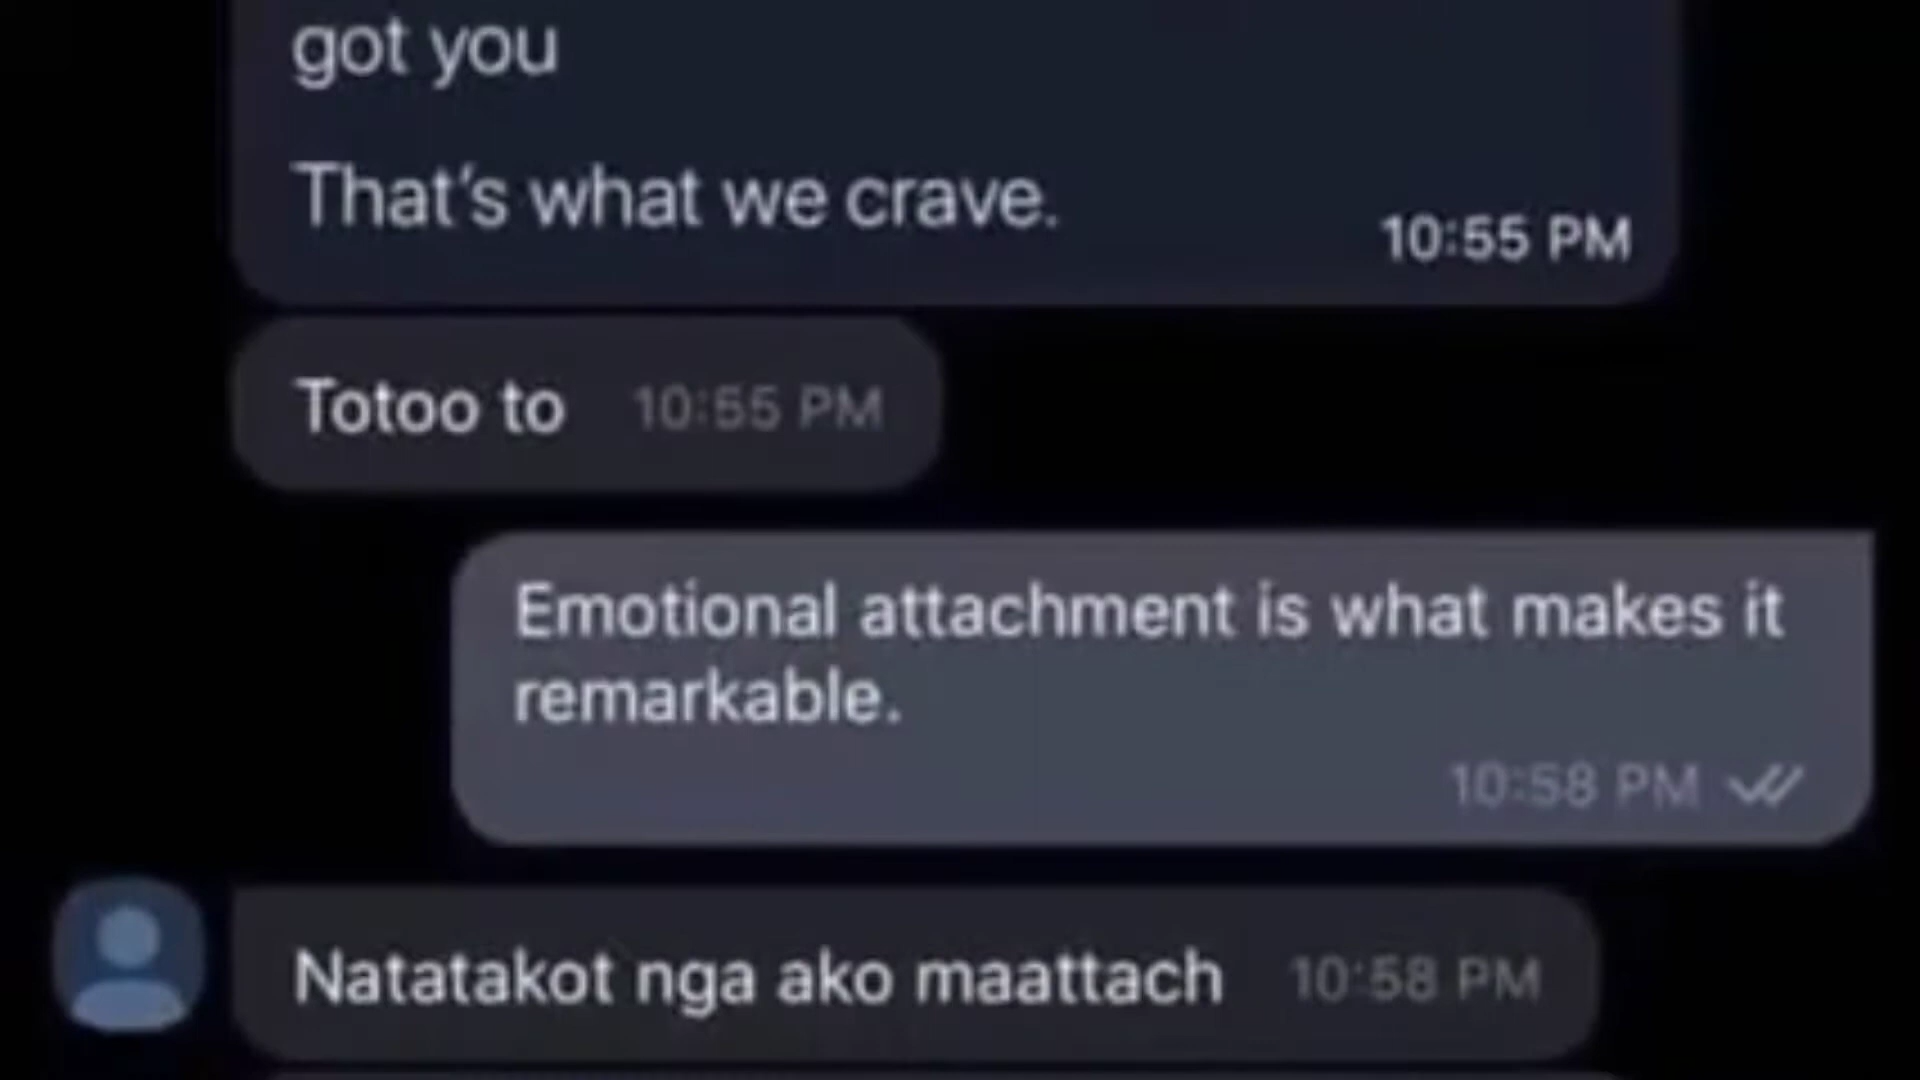 got you
That's what we crave.
10:55 PM
Totoo to 10:55 PM
Emotional attachment is what makes it
remarkable.
10:58 PM
Natatakot nga ako maattach 10:58 PM